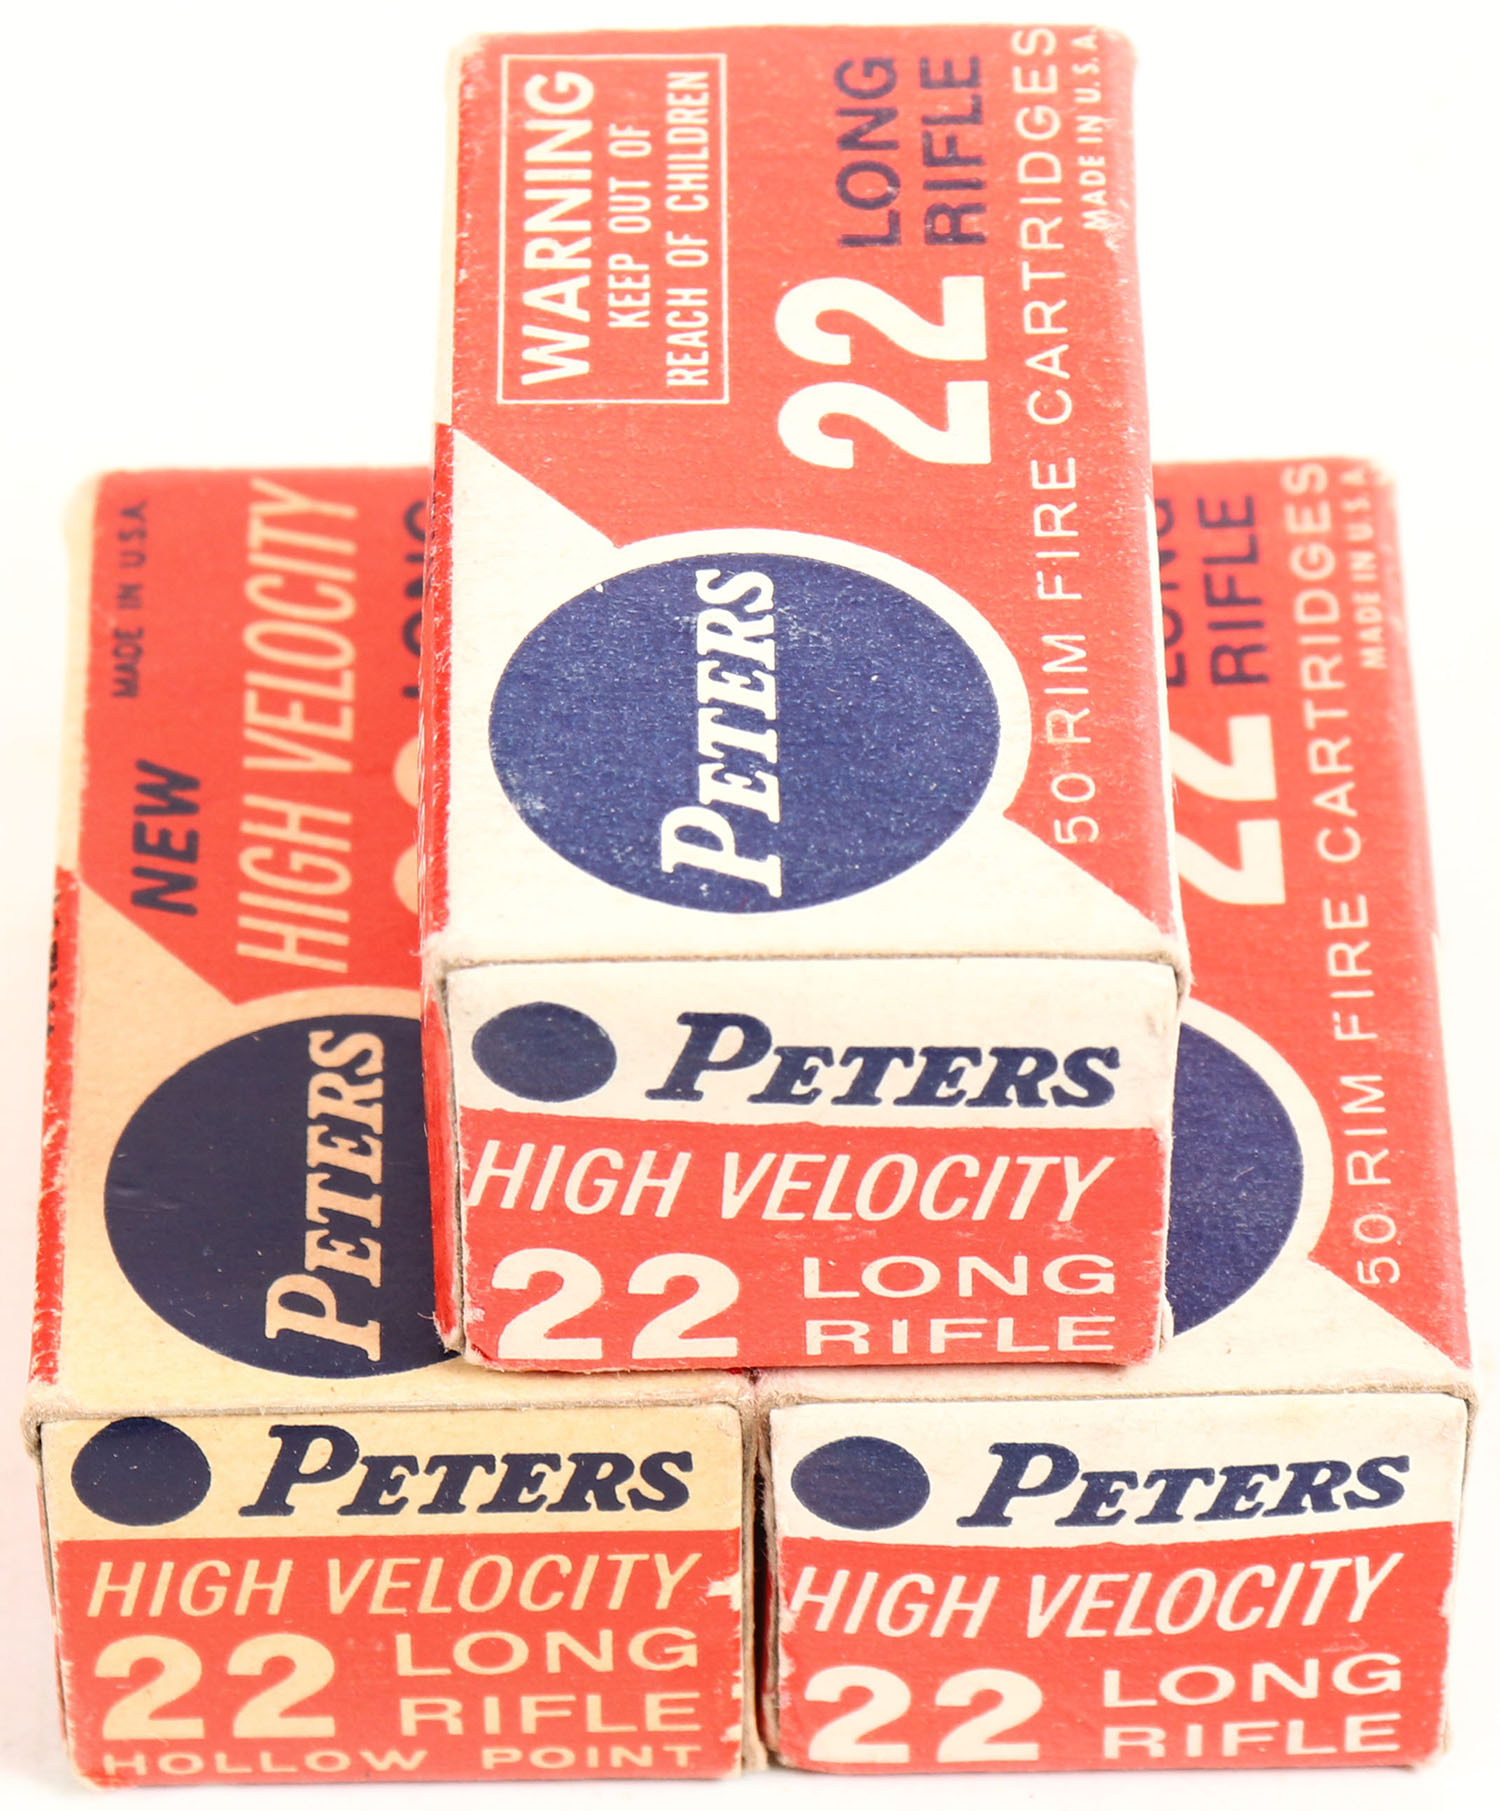 WARNING
KEEP OUT OF
REACH OF CHILDREN
22 LONG
RIFLE
50 RIM FIRE CARTRIDGES
MADE IN U.S.A.
PETERS
PETERS
HIGH VELOCITY
22 LONG
RIFLE
MADE IN U.S.A.
NEW
HIGH VELOCITY
LONG
PETERS
PETERS
HIGH VELOCITY
22 LONG
RIFLE
HOLLOW POINT
22 LONG
RIFLE
50 RIM FIRE CARTRIDGES
MADE IN U.S.A.
PETERS
HIGH VELOCITY
22 LONG
RIFLE